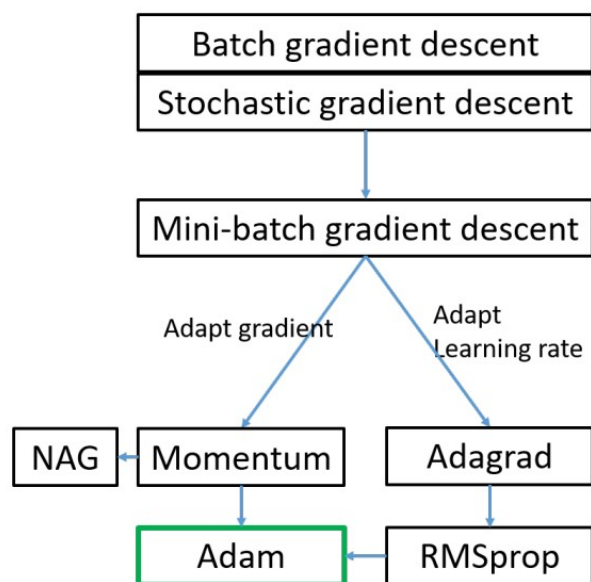 Batch gradient descent
Stochastic gradient descent
Mini-batch gradient descent
Adapt gradient
Adapt
Learning rate
NAG
Momentum
Adagrad
Adam
RMSprop